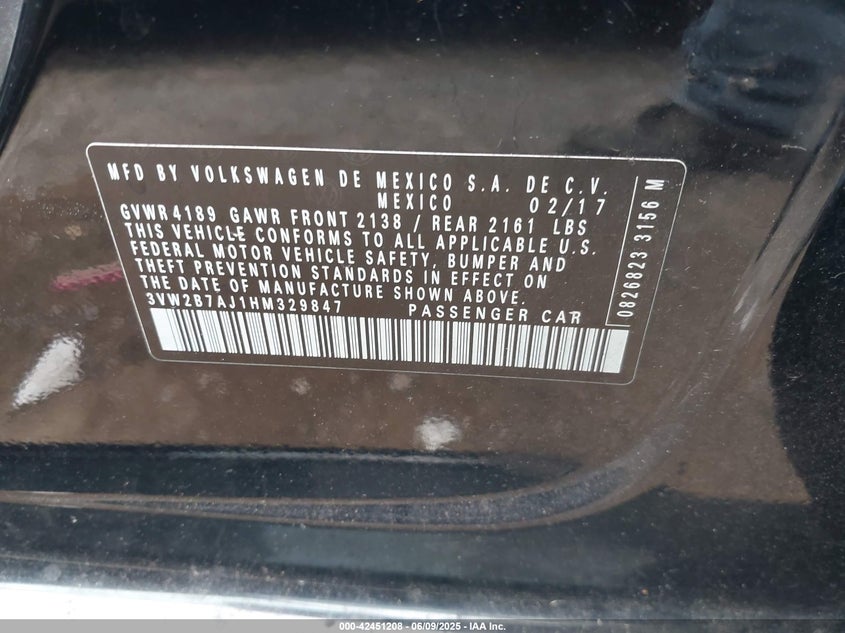 MFD BY VOLKSWAGEN DE MEXICO S.A. DE C.V.
MEXICO 02/17
GVWR 4189 GAWR FRONT 2138 / REAR 2161 LBS
THIS VEHICLE CONFORMS TO ALL APPLICABLE U.S.
FEDERAL MOTOR VEHICLE SAFETY, BUMPER AND
THEFT PREVENTION STANDARDS IN EFFECT ON
THE DATE OF MANUFACTURE SHOWN ABOVE.
3VW2B7AJ1HM329847 PASSENGER CAR
0826823 3156 M
000-42451208 - 06/09/2025 - IAA Inc.